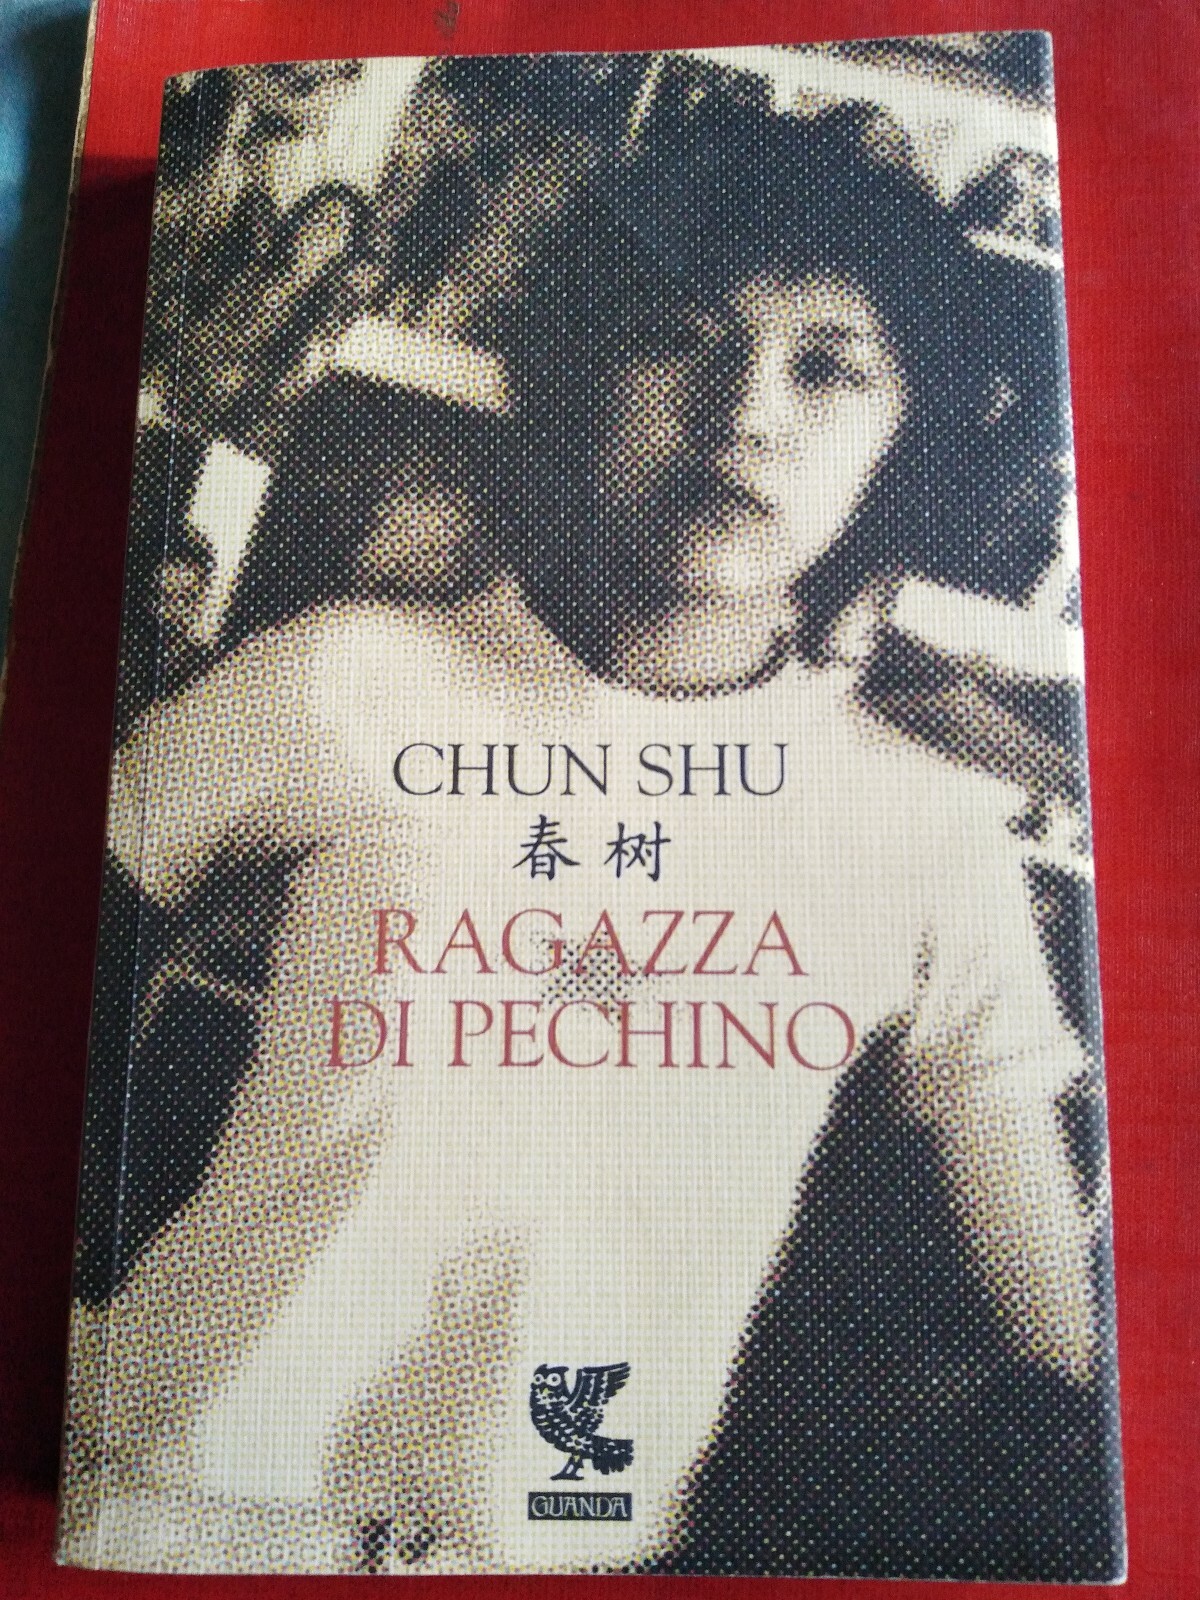 CHUN SHU
春树
RAGAZZA
DI PECHINO
GUANDA